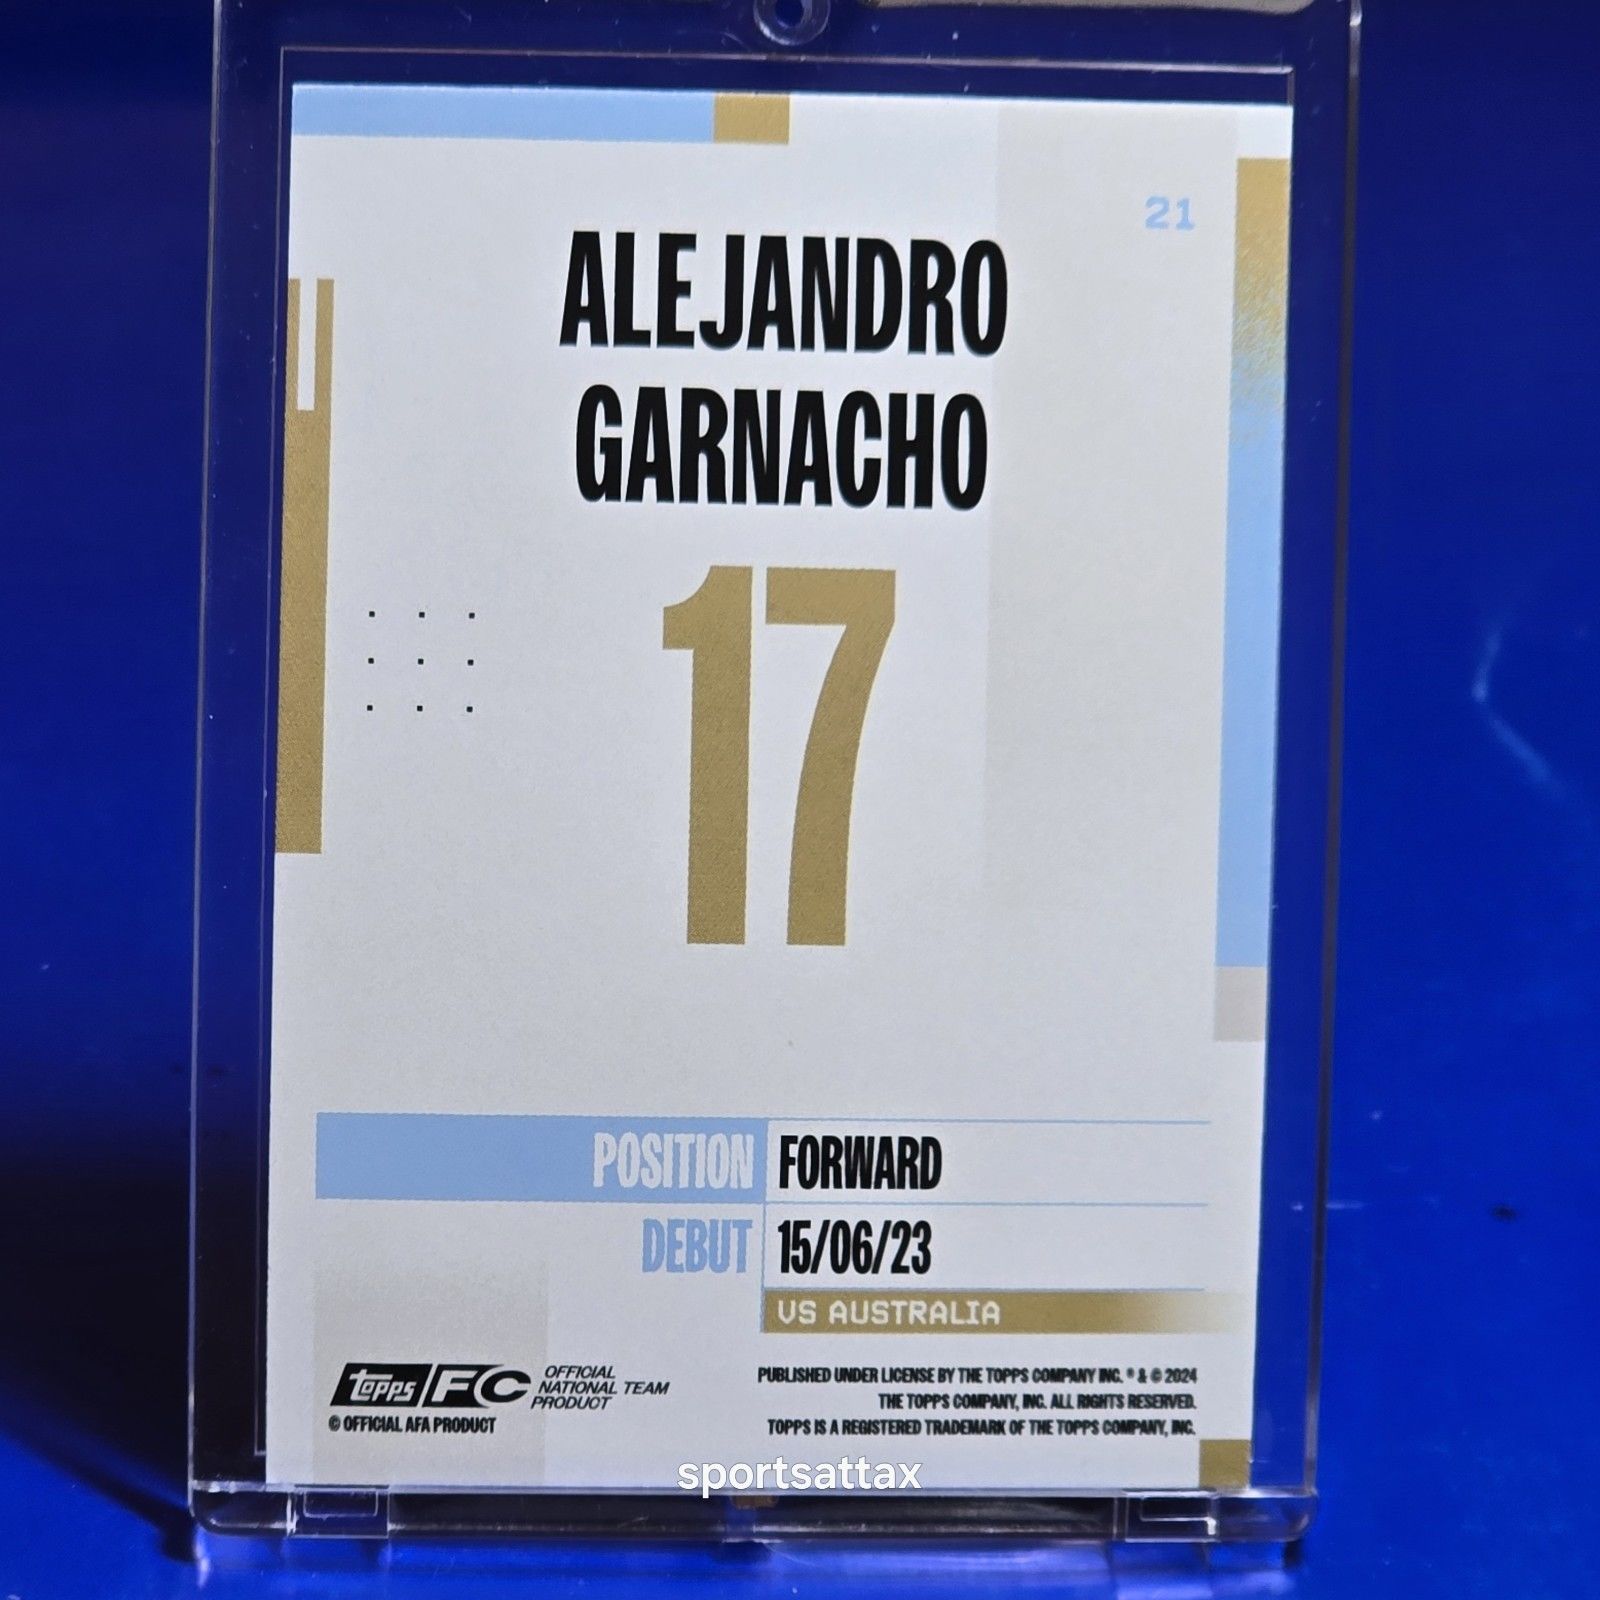 21
ALEJANDRO
GARNACHO
17
POSITION FORWARD
DEBUT 15/06/23
VS AUSTRALIA
topps FC OFFICIAL
NATIONAL TEAM
PRODUCT
© OFFICIAL AFA PRODUCT
PUBLISHED UNDER LICENSE BY THE TOPPS COMPANY INC. ® & © 2024
THE TOPPS COMPANY, INC. ALL RIGHTS RESERVED.
TOPPS IS A REGISTERED TRADEMARK OF THE TOPPS COMPANY, INC.
sportsattax